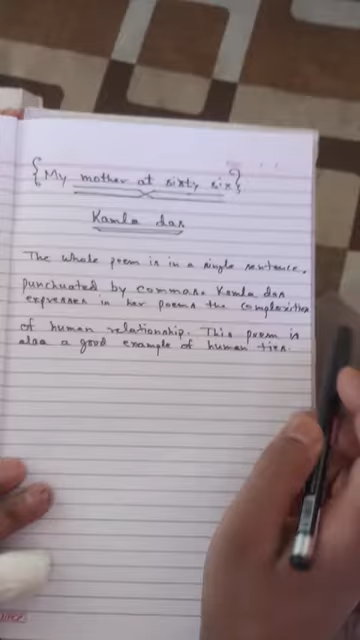 {My mother at sixty six}
Kamla das
The whole poem is in a single sentence,
punchuated by commas. Kamla das
expresses in her poems the complexities
of human relationship. This poem is
also a good example of human ties.